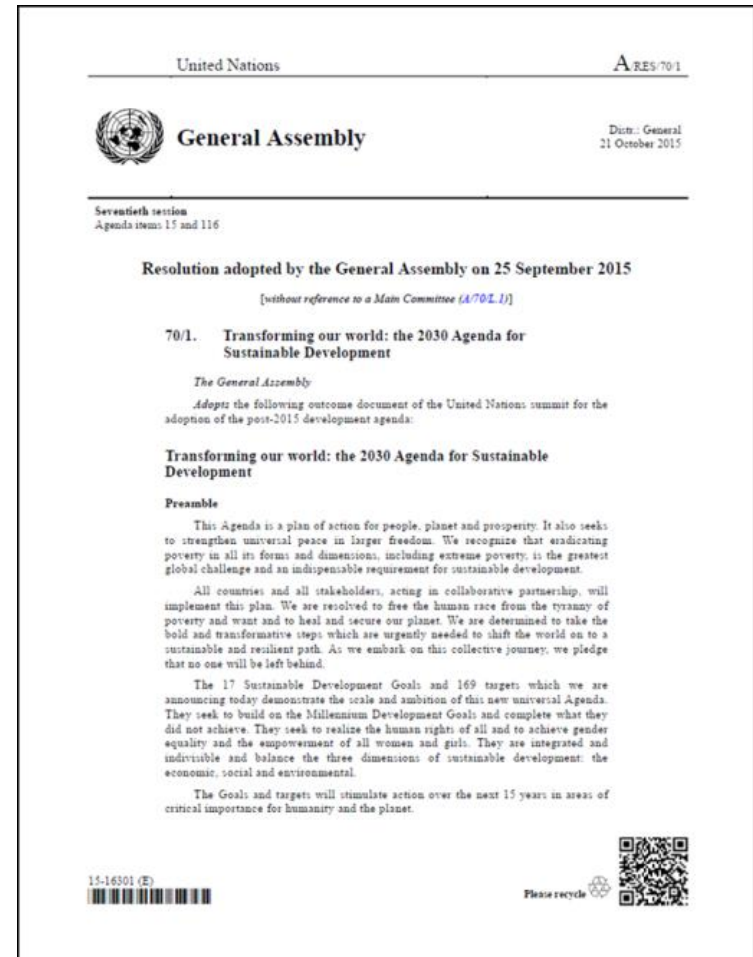 United Nations
A/RES/70/1
General Assembly
Distr.: General
21 October 2015
Seventieth session
Agenda items 15 and 116
Resolution adopted by the General Assembly on 25 September 2015
[without reference to a Main Committee (A/70/L.1)]
70/1. Transforming our world: the 2030 Agenda for
Sustainable Development
The General Assembly
Adopts the following outcome document of the United Nations summit for the
adoption of the post-2015 development agenda:
Transforming our world: the 2030 Agenda for Sustainable
Development
Preamble
This Agenda is a plan of action for people, planet and prosperity. It also seeks
to strengthen universal peace in larger freedom. We recognize that eradicating
poverty in all its forms and dimensions, including extreme poverty, is the greatest
global challenge and an indispensable requirement for sustainable development.
All countries and all stakeholders, acting in collaborative partnership, will
implement this plan. We are resolved to free the human race from the tyranny of
poverty and want and to heal and secure our planet. We are determined to take the
bold and transformative steps which are urgently needed to shift the world on to a
sustainable and resilient path. As we embark on this collective journey, we pledge
that no one will be left behind.
The 17 Sustainable Development Goals and 169 targets which we are
announcing today demonstrate the scale and ambition of this new universal Agenda.
They seek to build on the Millennium Development Goals and complete what they
did not achieve. They seek to realize the human rights of all and to achieve gender
equality and the empowerment of all women and girls. They are integrated and
indivisible and balance the three dimensions of sustainable development: the
economic, social and environmental.
The Goals and targets will stimulate action over the next 15 years in areas of
critical importance for humanity and the planet.
15-16301 (E)
Please recycle